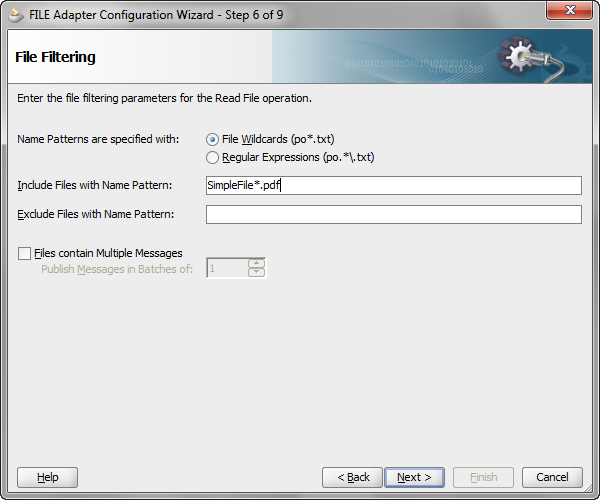 FILE Adapter Configuration Wizard - Step 6 of 9
File Filtering
01010101010101010101010101
0101010101010
Enter the file filtering parameters for the Read File operation.
Name Patterns are specified with:
File Wildcards (po*.txt)
Regular Expressions (po.*\.txt)
Include Files with Name Pattern:
SimpleFile*.pdf
Exclude Files with Name Pattern:
Files contain Multiple Messages
Publish Messages in Batches of:
1
Help
< Back
Next >
Finish
Cancel